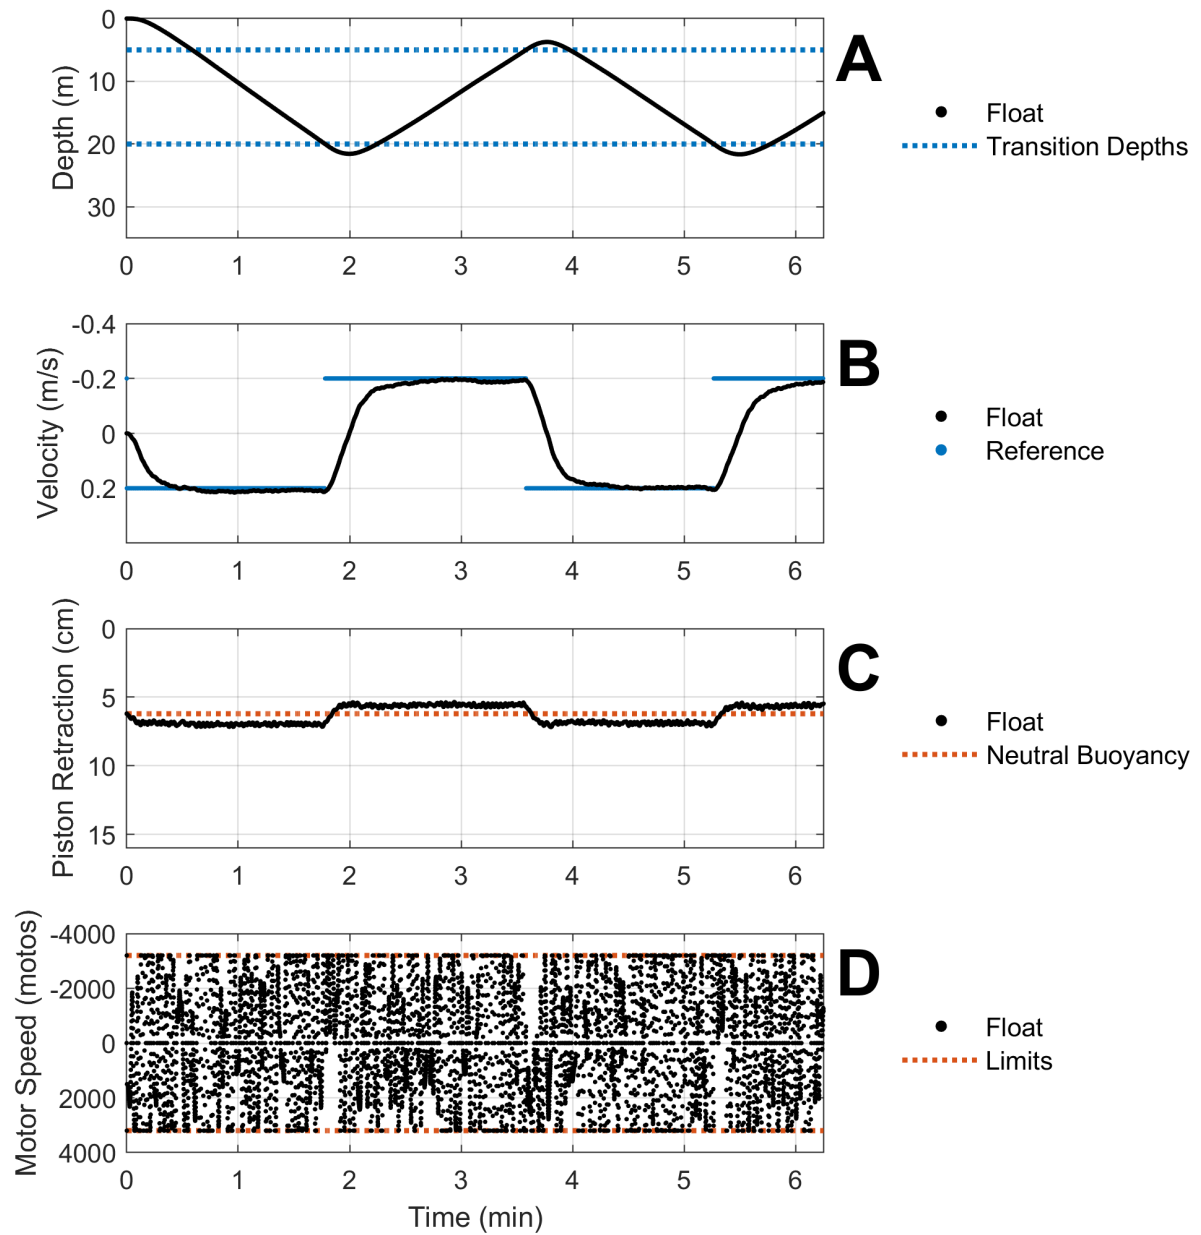 0
10
20
30
Depth (m)
0 1 2 3 4 5 6
A
Float
Transition Depths
-0.4
-0.2
0
0.2
Velocity (m/s)
0 1 2 3 4 5 6
B
Float
Reference
0
5
10
15
Piston Retraction (cm)
0 1 2 3 4 5 6
C
Float
Neutral Buoyancy
-4000
-2000
0
2000
4000
Motor Speed (motos)
0 1 2 3 4 5 6
Time (min)
D
Float
Limits